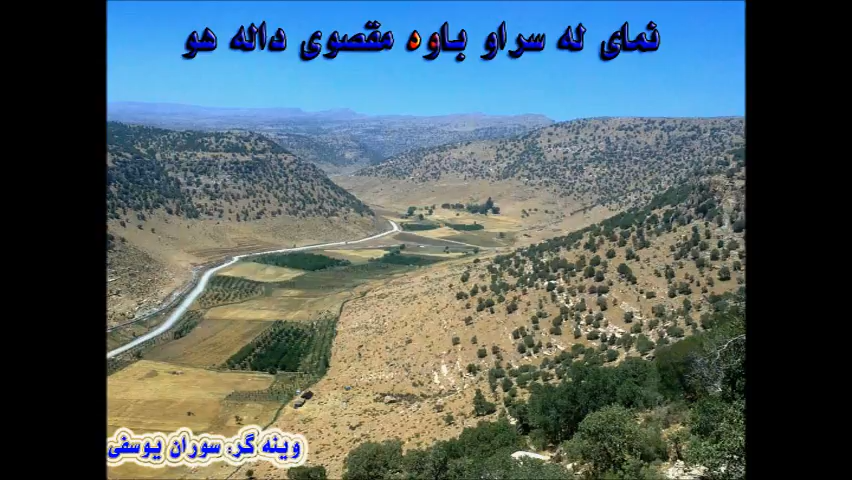 نمای له سراو باوه مقصوی داله هو
وینه گر: سوران یوسفی